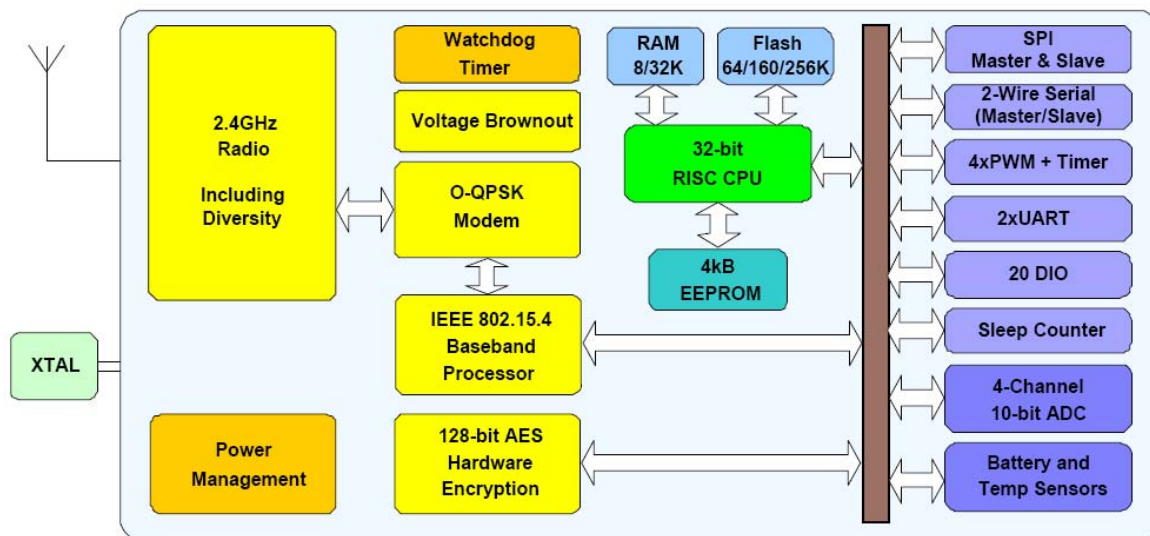 2.4GHz
Radio
Including
Diversity
XTAL
Power
Management
Watchdog
Timer
Voltage Brownout
O-QPSK
Modem
IEEE 802.15.4
Baseband
Processor
128-bit AES
Hardware
Encryption
RAM
8/32K
Flash
64/160/256K
32-bit
RISC CPU
4kB
EEPROM
SPI
Master & Slave
2-Wire Serial
(Master/Slave)
4xPWM + Timer
2xUART
20 DIO
Sleep Counter
4-Channel
10-bit ADC
Battery and
Temp Sensors